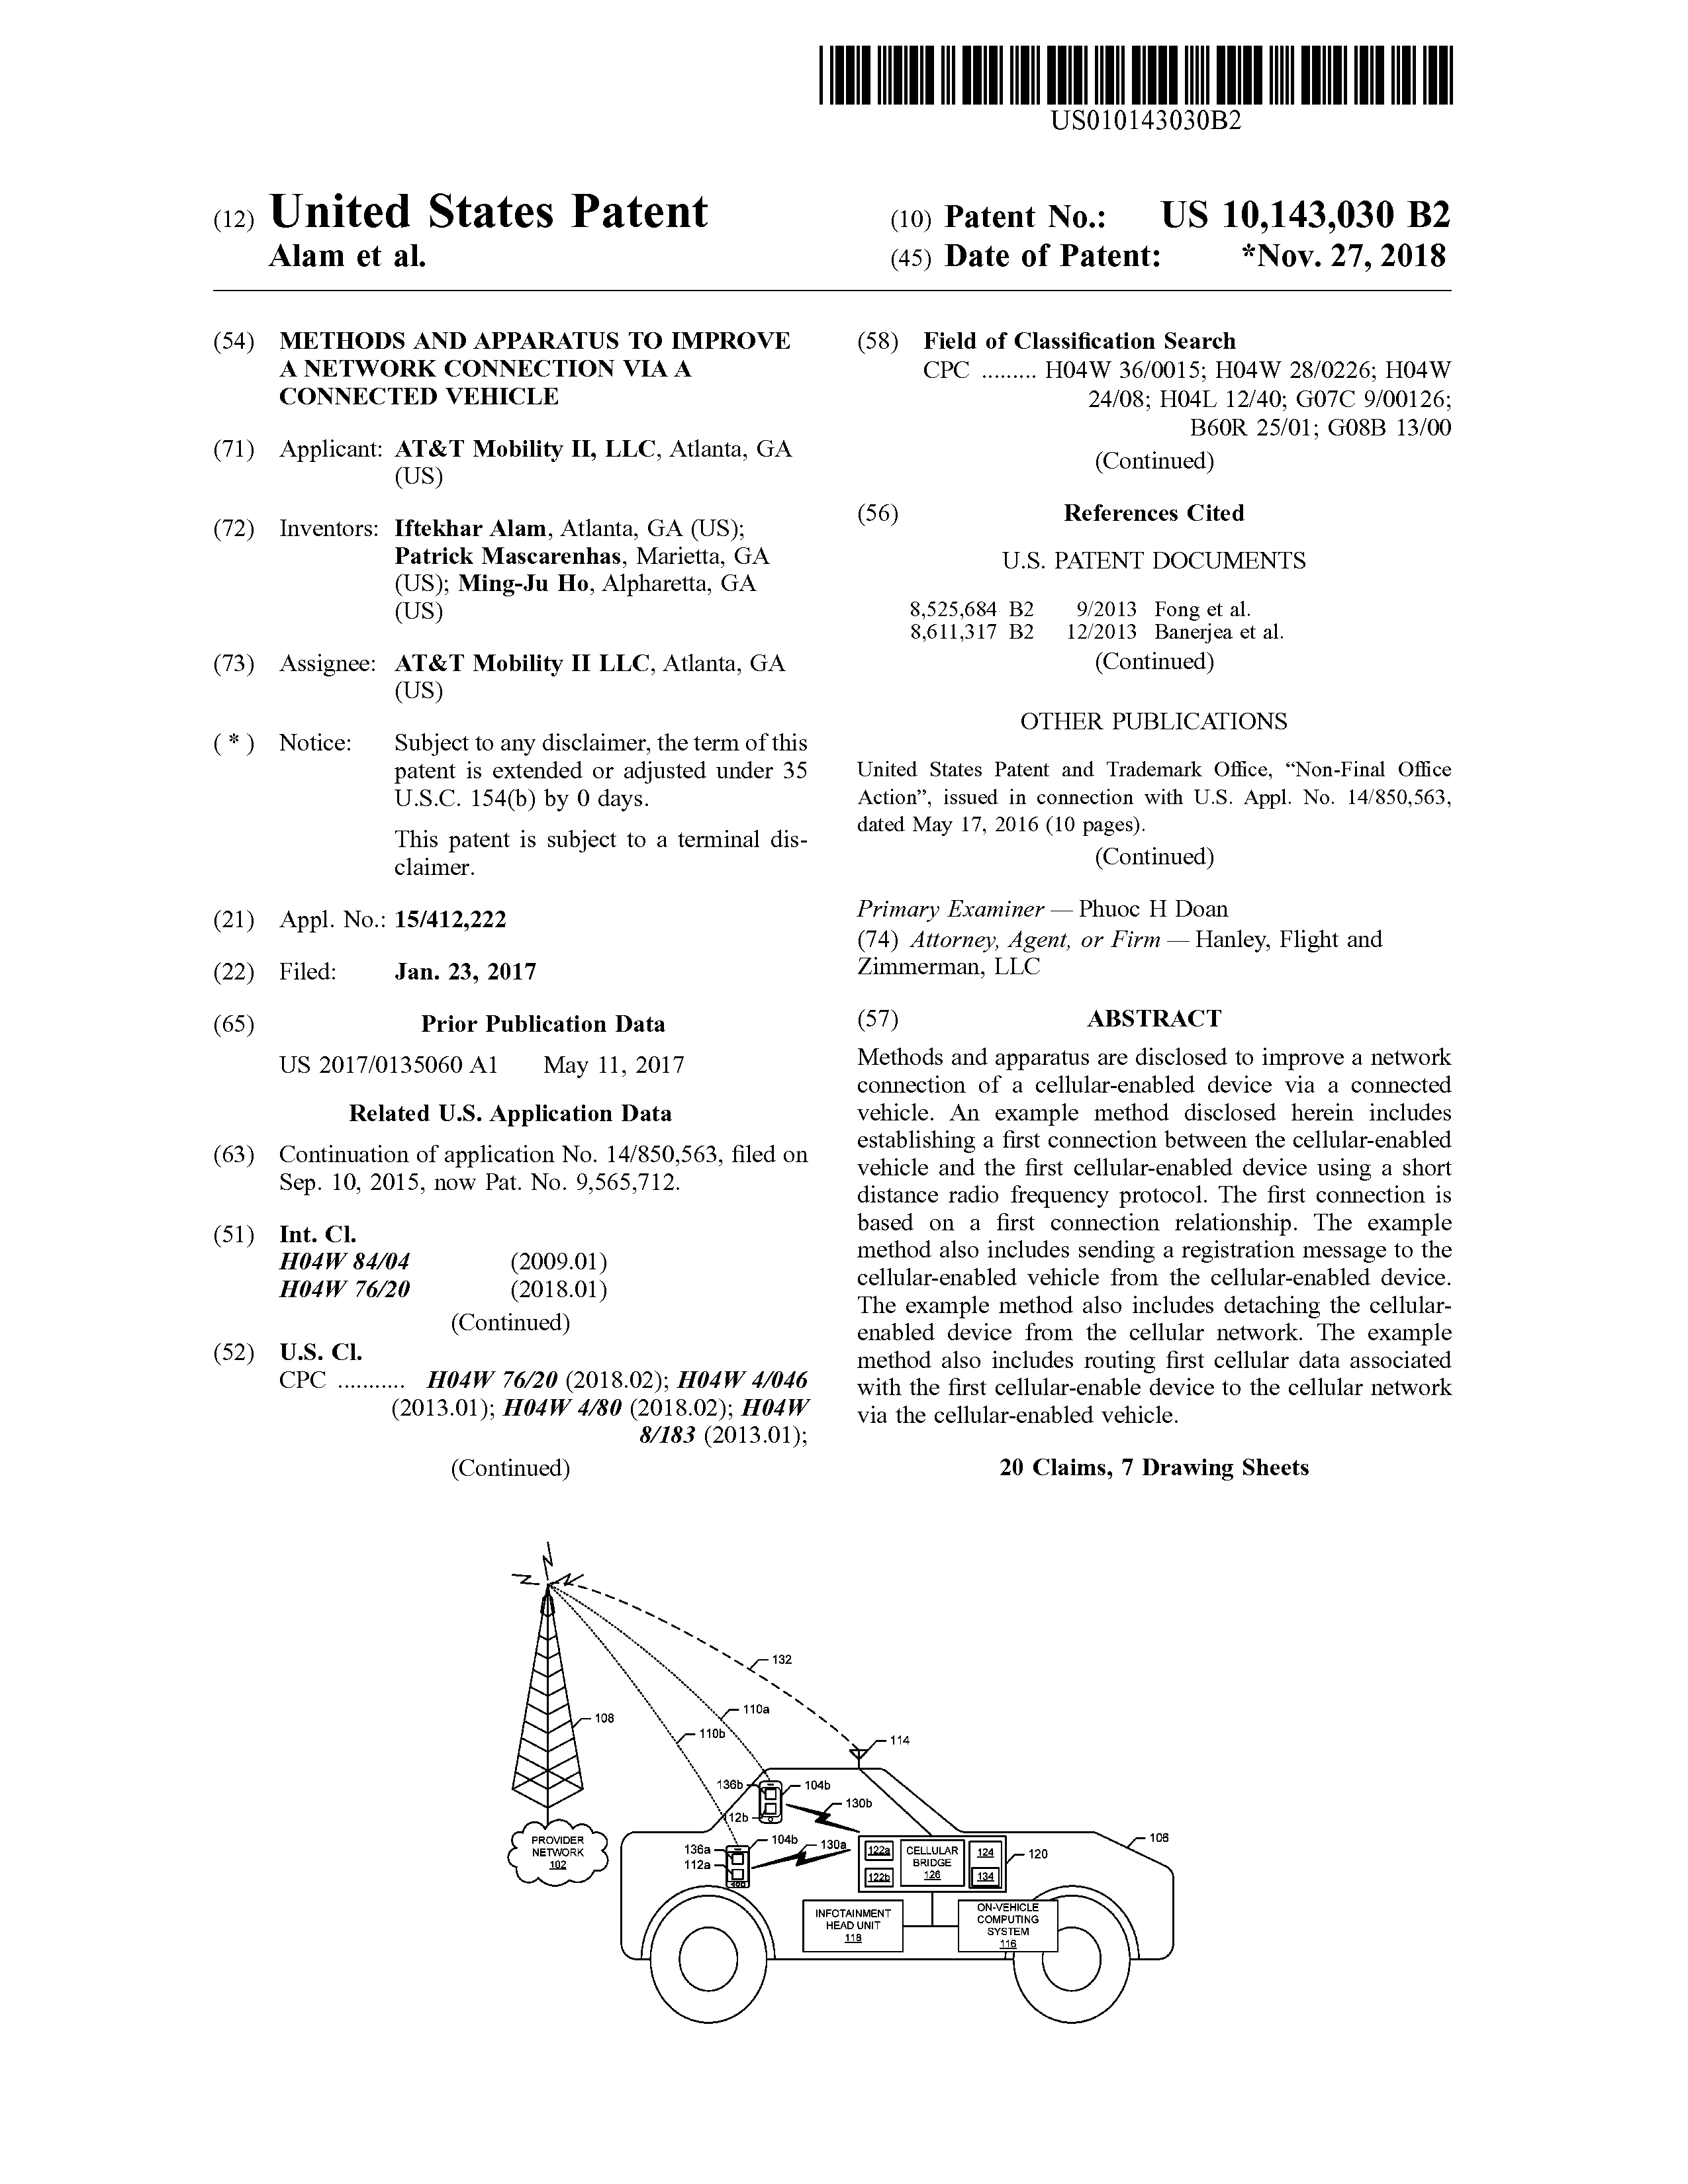 US010143030B2
(12) United States Patent
Alam et al.
(10) Patent No.: US 10,143,030 B2
(45) Date of Patent: *Nov. 27, 2018
(54) METHODS AND APPARATUS TO IMPROVE
A NETWORK CONNECTION VIA A
CONNECTED VEHICLE
(71) Applicant: AT&T Mobility II, LLC, Atlanta, GA
(US)
(72) Inventors: Iftekhar Alam, Atlanta, GA (US);
Patrick Mascarenhas, Marietta, GA
(US); Ming-Ju Ho, Alpharetta, GA
(US)
(73) Assignee: AT&T Mobility II LLC, Atlanta, GA
(US)
( * ) Notice: Subject to any disclaimer, the term of this
patent is extended or adjusted under 35
U.S.C. 154(b) by 0 days.
This patent is subject to a terminal dis-
claimer.
(21) Appl. No.: 15/412,222
(22) Filed: Jan. 23, 2017
(65) Prior Publication Data
US 2017/0135060 A1 May 11, 2017
Related U.S. Application Data
(63) Continuation of application No. 14/850,563, filed on
Sep. 10, 2015, now Pat. No. 9,565,712.
(51) Int. Cl.
H04W 84/04 (2009.01)
H04W 76/20 (2018.01)
(Continued)
(52) U.S. Cl.
CPC ........... H04W 76/20 (2018.02); H04W 4/046
(2013.01); H04W 4/80 (2018.02); H04W
8/183 (2013.01);
(Continued)
(58) Field of Classification Search
CPC ......... H04W 36/0015; H04W 28/0226; H04W
24/08; H04L 12/40; G07C 9/00126;
B60R 25/01; G08B 13/00
(Continued)
(56) References Cited
U.S. PATENT DOCUMENTS
8,525,684 B2 9/2013 Fong et al.
8,611,317 B2 12/2013 Banerjea et al.
(Continued)
OTHER PUBLICATIONS
United States Patent and Trademark Office, “Non-Final Office
Action”, issued in connection with U.S. Appl. No. 14/850,563,
dated May 17, 2016 (10 pages).
(Continued)
Primary Examiner — Phuoc H Doan
(74) Attorney, Agent, or Firm — Hanley, Flight and
Zimmerman, LLC
(57) ABSTRACT
Methods and apparatus are disclosed to improve a network
connection of a cellular-enabled device via a connected
vehicle. An example method disclosed herein includes
establishing a first connection between the cellular-enabled
vehicle and the first cellular-enabled device using a short
distance radio frequency protocol. The first connection is
based on a first connection relationship. The example
method also includes sending a registration message to the
cellular-enabled vehicle from the cellular-enabled device.
The example method also includes detaching the cellular-
enabled device from the cellular network. The example
method also includes routing first cellular data associated
with the first cellular-enable device to the cellular network
via the cellular-enabled vehicle.
20 Claims, 7 Drawing Sheets
132
110a
108
110b
114
136b
104b
130b
12b
106
PROVIDER
NETWORK
102
104b
130a
136a
112a
122a
122b
CELLULAR
BRIDGE
126
124
134
120
INFOTAINMENT
HEAD UNIT
118
ON-VEHICLE
COMPUTING
SYSTEM
116